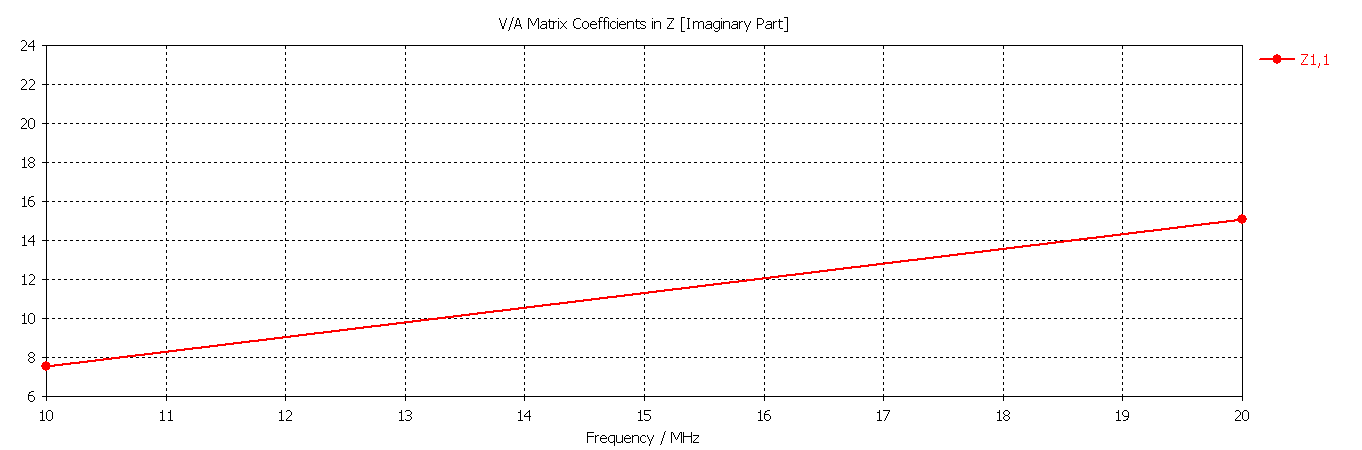 V/A Matrix Coefficients in Z [Imaginary Part]
24
22
20
18
16
14
12
10
8
6
10 11 12 13 14 15 16 17 18 19 20
Frequency / MHz
Z1,1